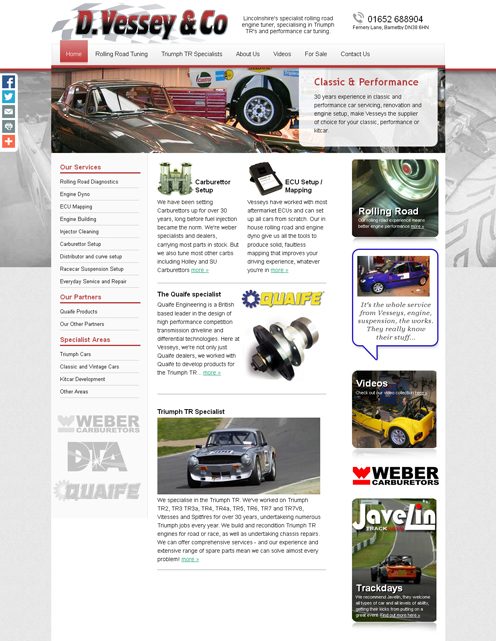 D.Vessey & Co
Lincolnshire's specialist rolling road
engine tuner, specialising in Triumph
TR's and performance car tuning.
01652 688904
Fernery Lane, Barnetby DN38 6HN
Home
Rolling Road Tuning
Triumph TR Specialists
About Us
Videos
For Sale
Contact Us
Classic & Performance
30 years experience in classic and
performance car servicing, renovation and
engine setup, make Vesseys the supplier
of choice for your classic, performance or
kitcar.
Our Services
Rolling Road Diagnostics
Engine Dyno
ECU Mapping
Engine Building
Injector Cleaning
Carburettor Setup
Distributor and curve setup
Racecar Suspension Setup
Everyday Service and Repair
Our Partners
Quaife Products
Our Other Partners
Specialist Areas
Triumph Cars
Classic and Vintage Cars
Kitcar Development
Other Areas
WEBER
CARBURETORS
DTA
QUAIFE
Carburettor
Setup
We have been setting
Carburettors up for over 30
years, long before fuel injection
became the norm. We're weber
specialists and dealers,
carrying most parts in stock. But
we also tune most other carbs
including Holley and SU
Carburettors more »
ECU Setup /
Mapping
Vesseys have worked with most
aftermarket ECUs and can set
up all cars from scratch. Our in
house rolling road and engine
dyno give us all the tools to
produce solid, faultless
mapping that improves your
driving experience, whatever
you're in more »
The Quaife specialist
Quaife Engineering is a British
based leader in the design of
high performance competition
transmission driveline and
differential technologies. Here at
Vesseys, we're not only just
Quaife dealers, we worked with
Quaife to develop products for
the Triumph TR... more »
QUAIFE
Triumph TR Specialist
We specialise in the Triumph TR. We've worked on Triumph
TR2, TR3 TR3a, TR4, TR4a, TR5, TR6, TR7 and TR7V8,
Vitesses and Spitfires for over 30 years, undertaking numerous
Triumph jobs every year. We build and recondition Triumph TR
engines for road or race, as well as undertaking chassis repairs.
We can offer comprehensive services - and our experience and
extensive range of spare parts mean we can solve almost every
problem! more »
Rolling Road
Our rolling road experience means
better engine performance more »
It's the whole service
from Vesseys, engine,
suspension, the works.
They really know
their stuff...
Videos
Check out our video collection here »
WEBER
CARBURETORS
Javelin
TRACK
Trackdays
We recommend Javelin, they welcome
all types of car and all levels of ability,
getting their kicks from putting on a
great event. Find out more here »